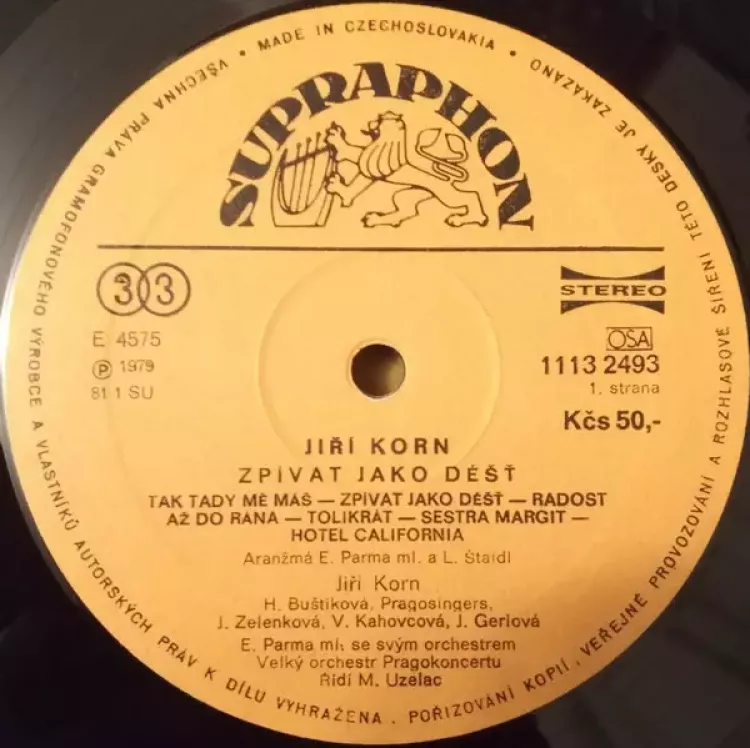 VŠECHNA PRÁVA GRAMOFONOVÉHO VÝROBCE A VLASTNÍKŮ AUTORSKÝCH PRÁV K DÍLU VYHRAŽENA . POŘIZOVÁNÍ KOPIÍ, VEŘEJNÉ PROVOZOVÁNÍ A ROZHLASOVÉ ŠÍŘENÍ TÉTO DESKY JE ZAKÁZÁNO • MADE IN CZECHOSLOVAKIA •
SUPRAPHON
33
STEREO
E 4575
OSA
Ⓟ 1979
1113 2493
81 1 SU
1. strana
Kčs 50,-
JIŘÍ KORN
ZPÍVAT JAKO DÉŠŤ
TAK TADY MĚ MÁŠ — ZPÍVAT JAKO DÉŠŤ — RADOST
AŽ DO RÁNA — TOLIKRÁT — SESTRA MARGIT —
HOTEL CALIFORNIA
Aranžmá E. Parma ml. a L. Štaidl
Jiří Korn
H. Buštíková, Pragosingers,
J. Zelenková, V. Kahovcová, J. Gerlová
E. Parma ml. se svým orchestrem
Velký orchestr Pragokoncertu
Řídí M. Uzelac